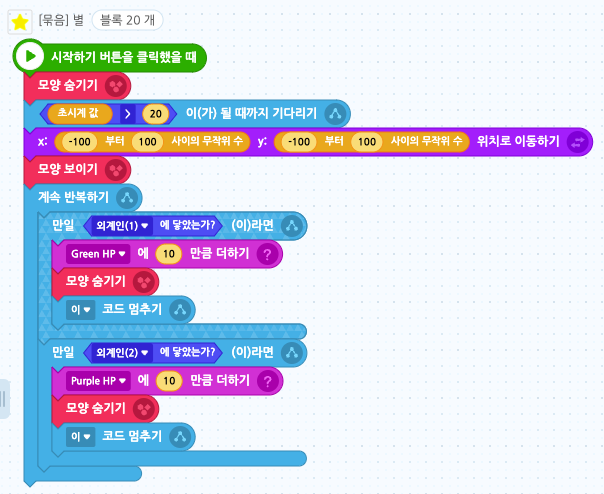 [묶음] 별 블록 20 개
시작하기 버튼을 클릭했을 때
모양 숨기기
초시계 값 > 20 이(가) 될 때까지 기다리기
x: -100 부터 100 사이의 무작위 수 y: -100 부터 100 사이의 무작위 수 위치로 이동하기
모양 보이기
계속 반복하기
만일 외계인(1) 에 닿았는가? (이)라면
Green HP 에 10 만큼 더하기 ?
모양 숨기기
이 코드 멈추기
만일 외계인(2) 에 닿았는가? (이)라면
Purple HP 에 10 만큼 더하기 ?
모양 숨기기
이 코드 멈추기